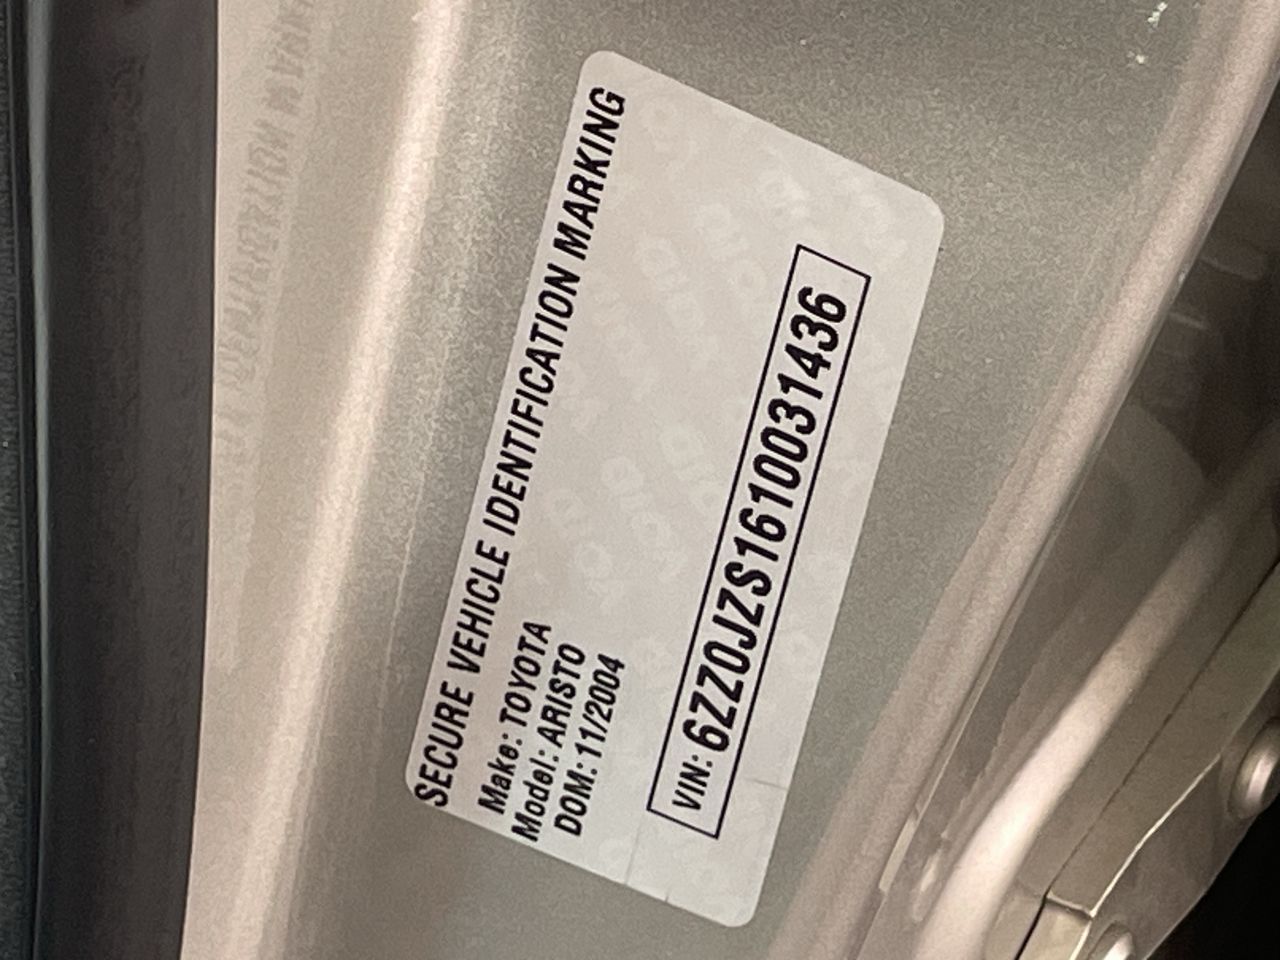 SECURE VEHICLE IDENTIFICATION MARKING
Make: TOYOTA
Model: ARISTO
DOM: 11/2004
VIN: 6ZZ0JZS1610031436